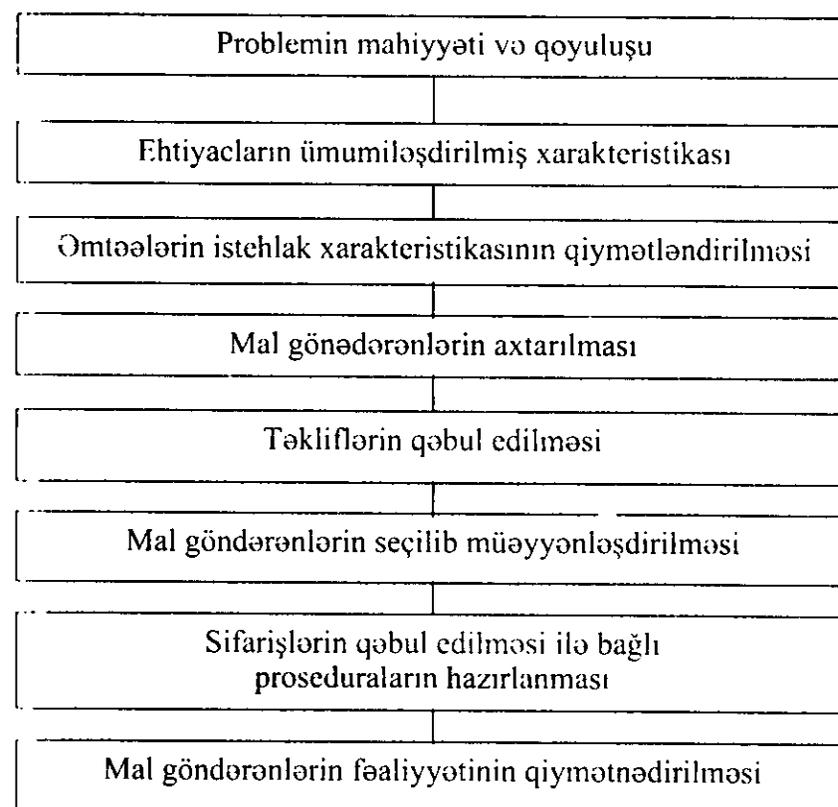 Problemin mahiyyəti və qoyuluşu
Ehtiyacların ümumiləşdirilmiş xarakteristikası
Əmtəələrin istehlak xarakteristikasının qiymətləndirilməsi
Mal gönədərənlərin axtarılması
Təkliflərin qəbul edilməsi
Mal göndərənlərin seçilib müəyyənləşdirilməsi
Sifarişlərin qəbul edilməsi ilə bağlı
proseduraların hazırlanması
Mal göndərənlərin fəaliyyətinin qiymətnədirilməsi